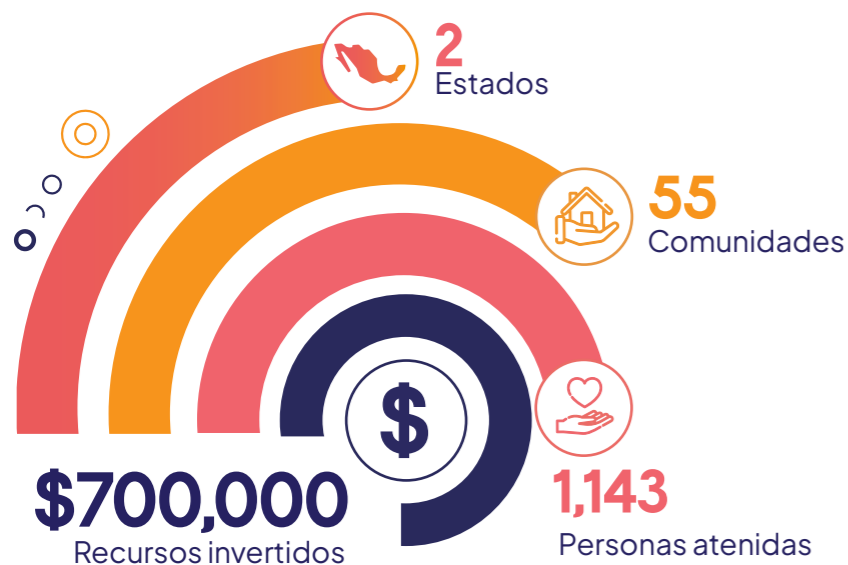 2
Estados
55
Comunidades
$
1,143
Personas atenidas
$700,000
Recursos invertidos